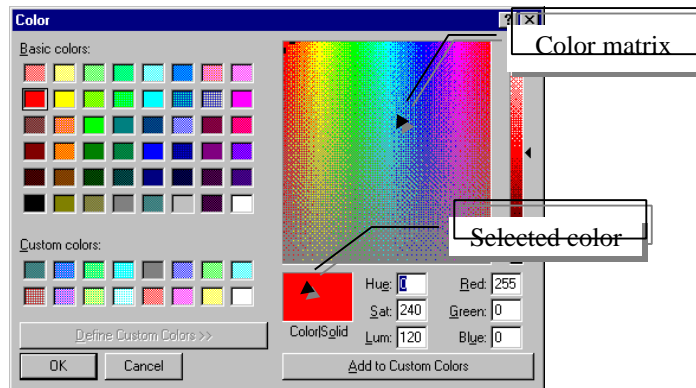 Color
Color matrix
Basic colors:
Custom colors:
Selected color
Hue: 0
Red: 255
Sat: 240
Green: 0
Color|Solid
Lum: 120
Blue: 0
Define Custom Colors >>
OK
Cancel
Add to Custom Colors